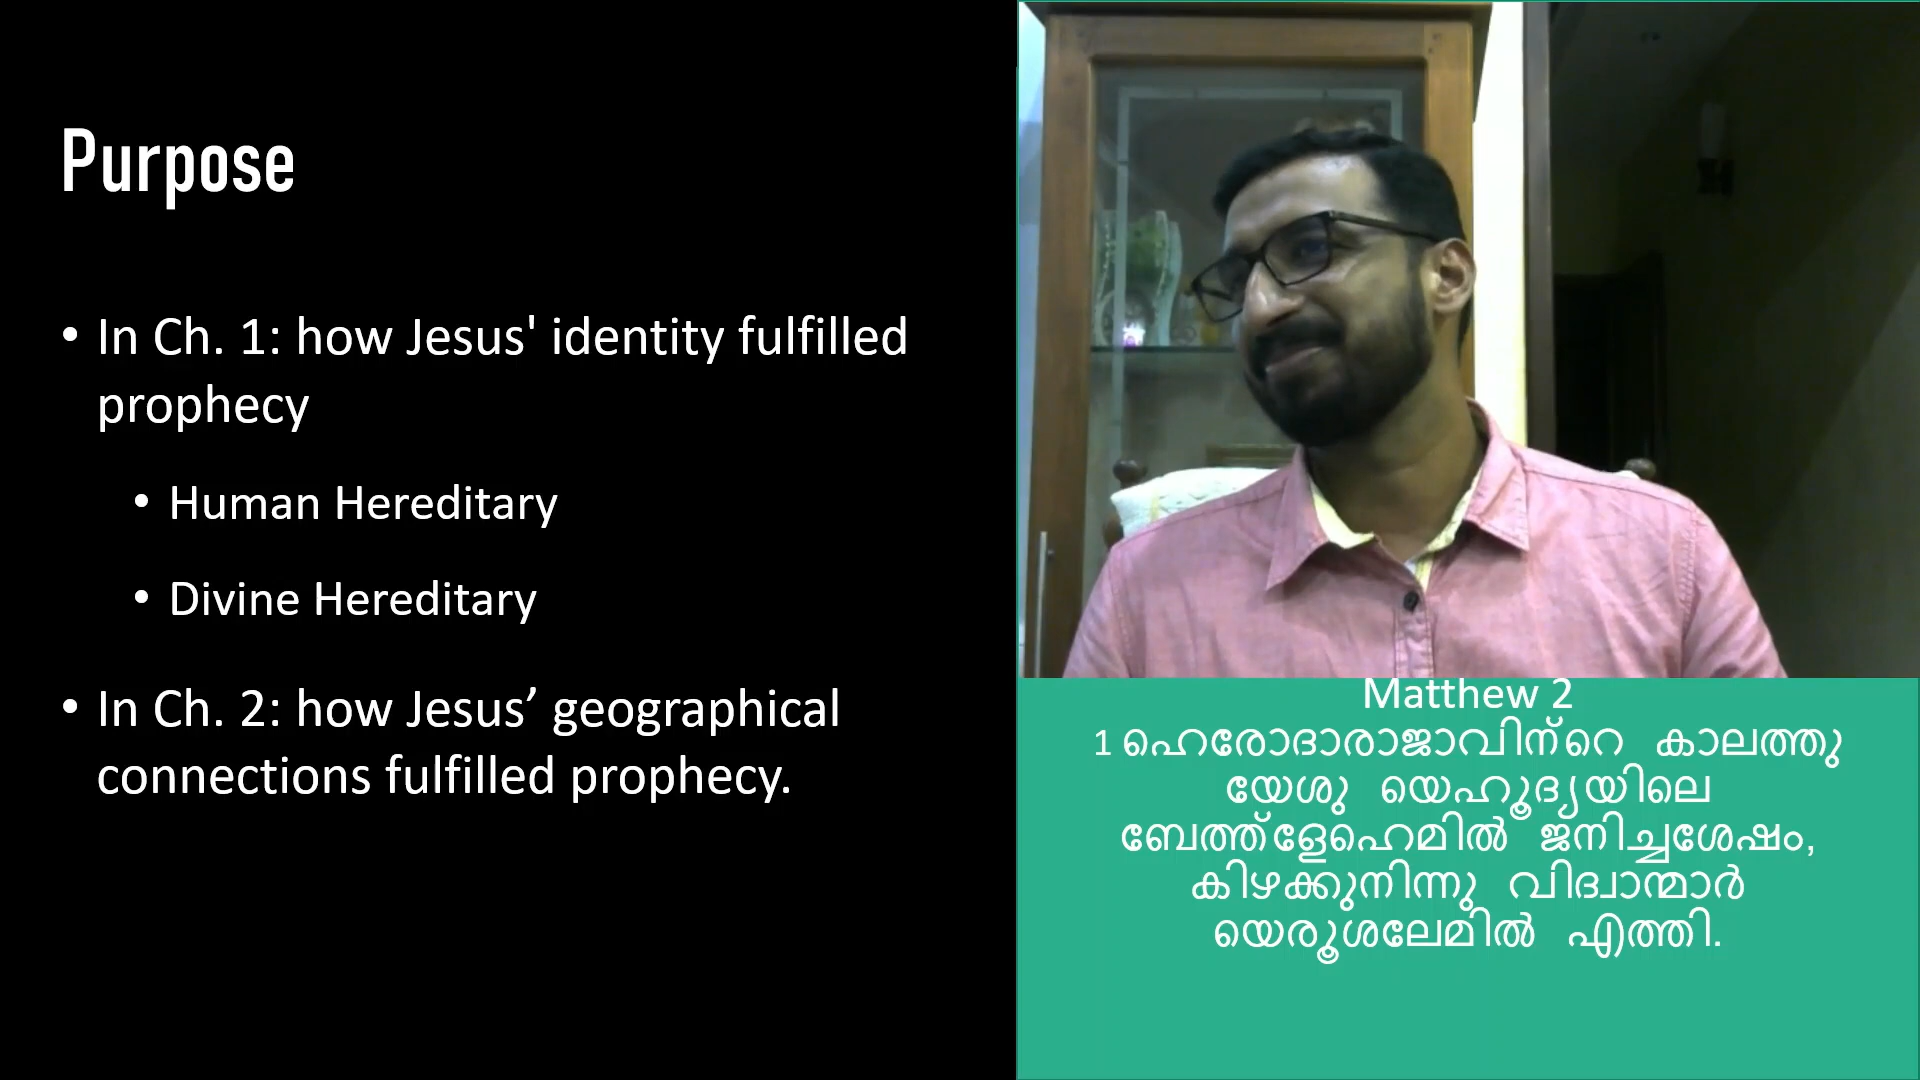 Purpose
• In Ch. 1: how Jesus' identity fulfilled
prophecy
• Human Hereditary
• Divine Hereditary
• In Ch. 2: how Jesus’ geographical
connections fulfilled prophecy.
Matthew 2
1 ഹെരോദാരാജാവിന്റെ കാലത്തു
യേശു യെഹൂദ്യയിലെ
ബേത്ത്ളേഹെമിൽ ജനിച്ചശേഷം,
കിഴക്കുനിന്നു വിദ്വാന്മാർ
യെരൂശലേമിൽ എത്തി.